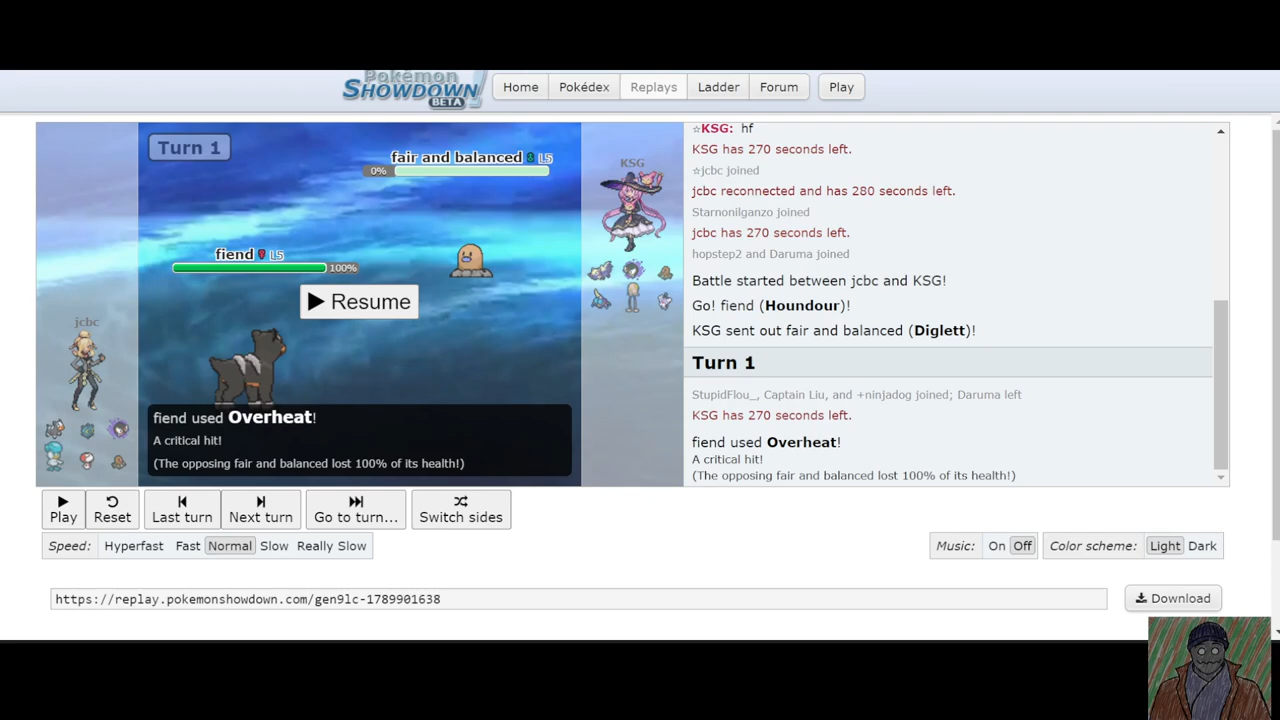 Pokémon
SHOWDOWN
BETA
Home
Pokédex
Replays
Ladder
Forum
Play
Turn 1
fair and balanced L5
0%
fiend L5
100%
Resume
jcbc
KSG
fiend used Overheat!
A critical hit!
(The opposing fair and balanced lost 100% of its health!)
☆KSG: hf
KSG has 270 seconds left.
☆jcbc joined
jcbc reconnected and has 280 seconds left.
Starnonilganzo joined
jcbc has 270 seconds left.
hopstep2 and Daruma joined
Battle started between jcbc and KSG!
Go! fiend (Houndour)!
KSG sent out fair and balanced (Diglett)!
Turn 1
StupidFlou_, Captain Liu, and +ninjadog joined; Daruma left
KSG has 270 seconds left.
fiend used Overheat!
A critical hit!
(The opposing fair and balanced lost 100% of its health!)
Play
Reset
Last turn
Next turn
Go to turn...
Switch sides
Speed: Hyperfast Fast Normal Slow Really Slow
Music: On Off
Color scheme: Light Dark
https://replay.pokemonshowdown.com/gen9lc-1789901638
Download